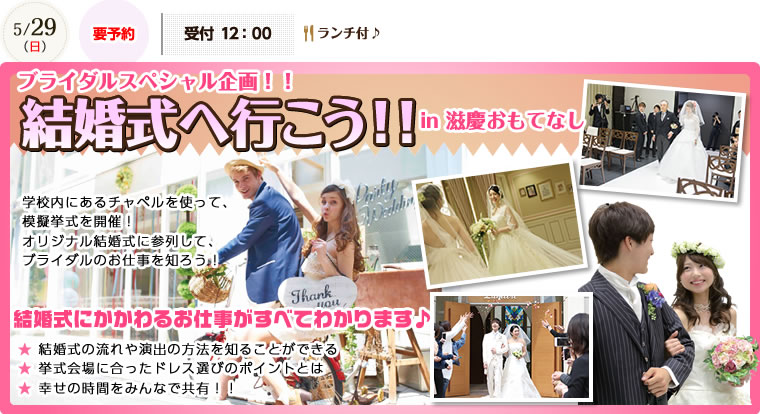 5/29
(日)
要予約
受付 12:00
ランチ付♪
ブライダルスペシャル企画!!
結婚式へ行こう!! in 滋慶おもてなし
学校内にあるチャペルを使って、
模擬挙式を開催!
オリジナル結婚式に参列して、
ブライダルのお仕事を知ろう!
Thank
you
結婚式にかかわるお仕事がすべてわかります♪
★ 結婚式の流れや演出の方法を知ることができる
★ 挙式会場に合ったドレス選びのポイントとは
★ 幸せの時間をみんなで共有!!